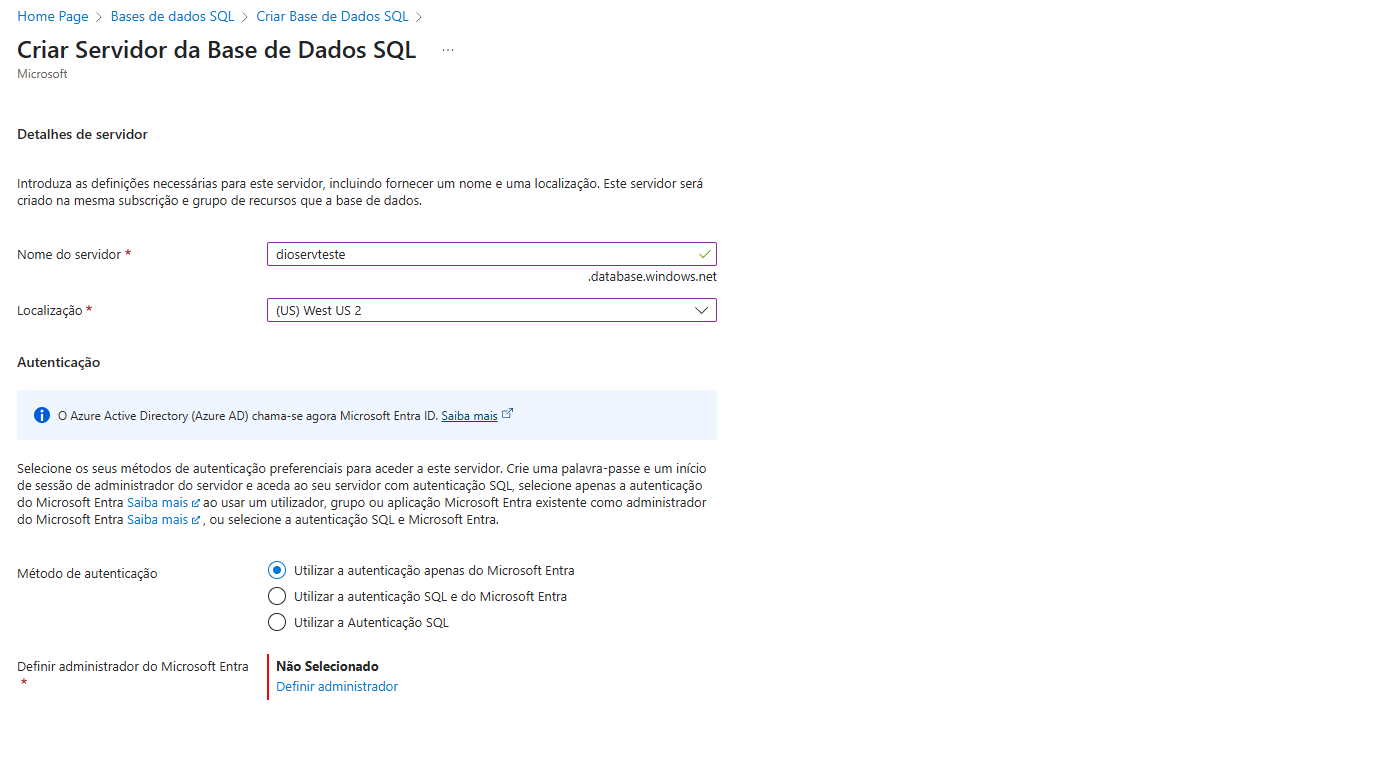 Home Page > Bases de dados SQL > Criar Base de Dados SQL >
Criar Servidor da Base de Dados SQL ...
Microsoft
Detalhes de servidor
Introduza as definições necessárias para este servidor, incluindo fornecer um nome e uma localização. Este servidor será
criado na mesma subscrição e grupo de recursos que a base de dados.
Nome do servidor *
dioservteste
.database.windows.net
Localização *
(US) West US 2
Autenticação
O Azure Active Directory (Azure AD) chama-se agora Microsoft Entra ID. Saiba mais
Selecione os seus métodos de autenticação preferenciais para aceder a este servidor. Crie uma palavra-passe e um início
de sessão de administrador do servidor e aceda ao seu servidor com autenticação SQL, selecione apenas a autenticação
do Microsoft Entra Saiba mais ao usar um utilizador, grupo ou aplicação Microsoft Entra existente como administrador
do Microsoft Entra Saiba mais , ou selecione a autenticação SQL e Microsoft Entra.
Método de autenticação
Utilizar a autenticação apenas do Microsoft Entra
Utilizar a autenticação SQL e do Microsoft Entra
Utilizar a Autenticação SQL
Definir administrador do Microsoft Entra
*
Não Selecionado
Definir administrador